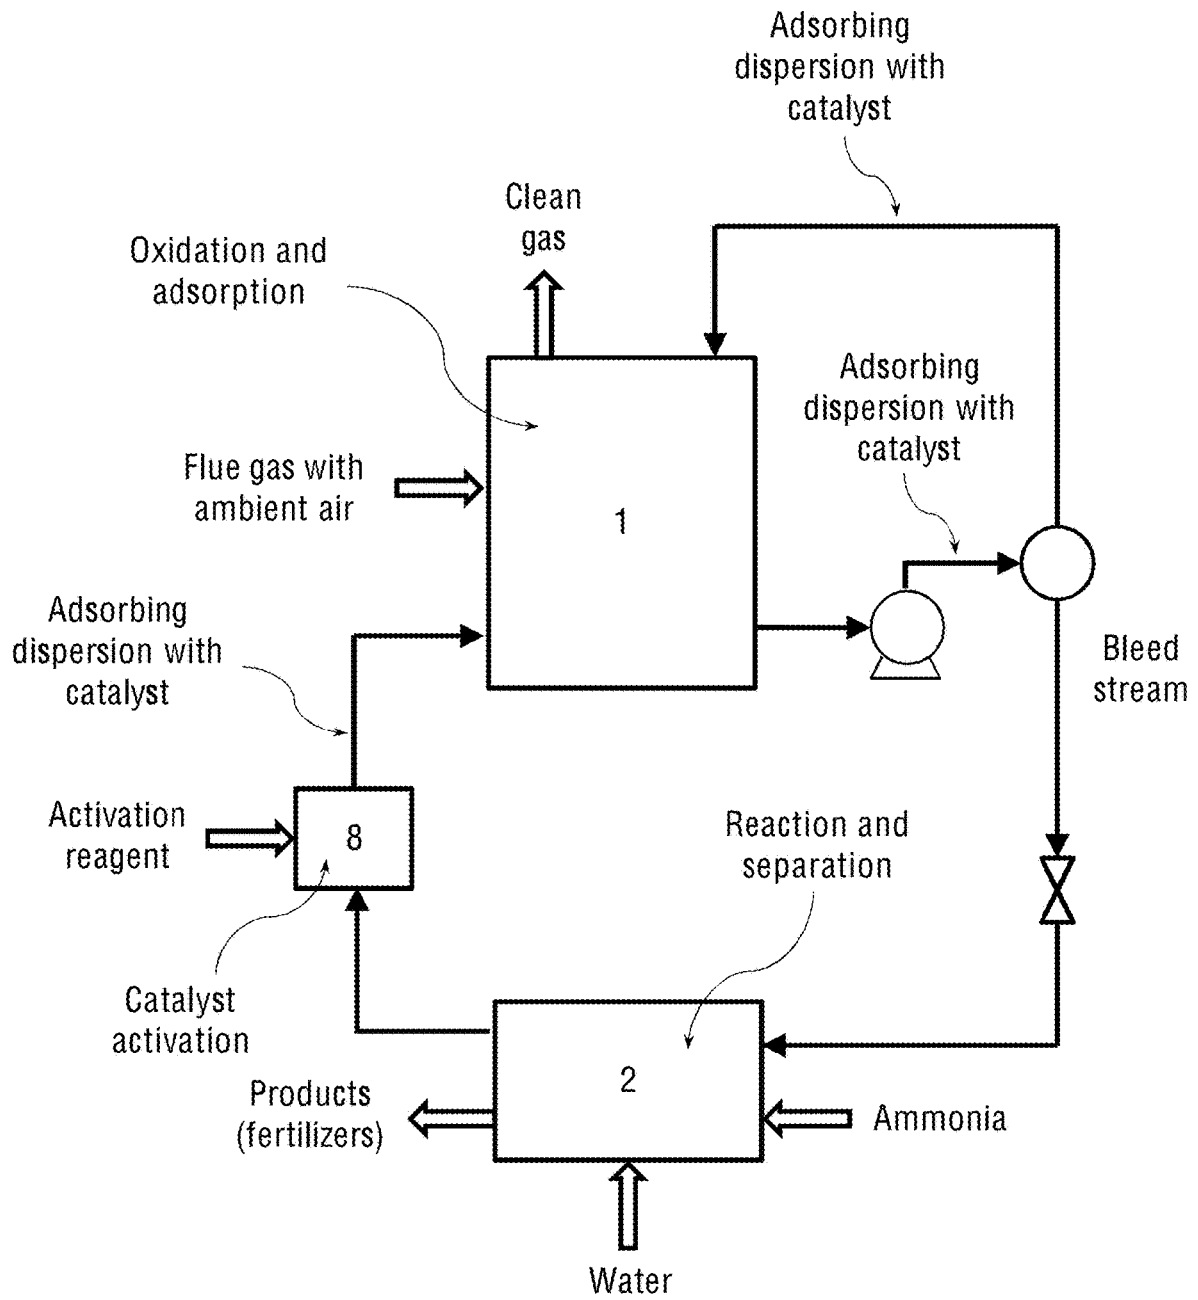 Adsorbing
dispersion with
catalyst
Clean
gas
Oxidation and
adsorption
Adsorbing
dispersion with
catalyst
Flue gas with
ambient air
1
Adsorbing
dispersion with
catalyst
Bleed
stream
Activation
reagent
8
Reaction and
separation
Catalyst
activation
2
Products
(fertilizers)
Ammonia
Water